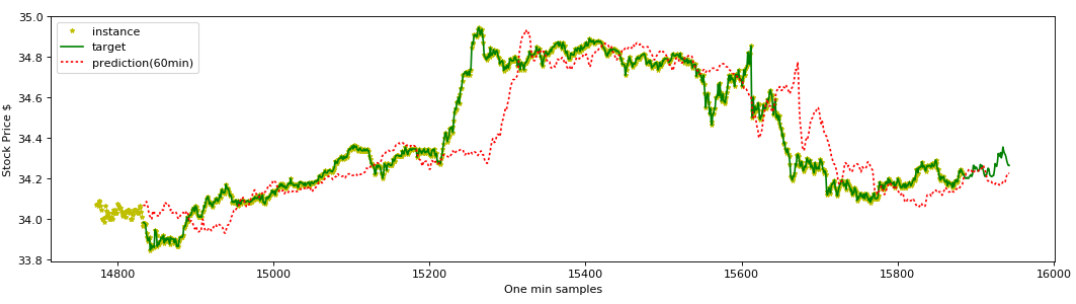 35.0
34.8
34.6
34.4
34.2
34.0
33.8
Stock Price $
instance
target
prediction(60min)
14800 15000 15200 15400 15600 15800 16000
One min samples